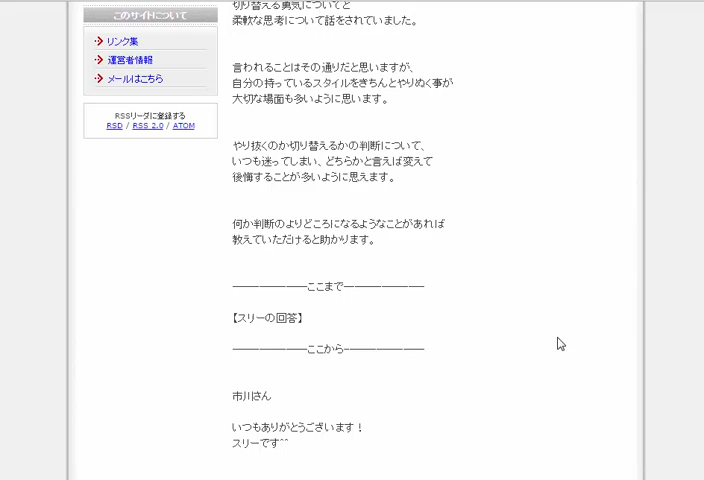 このサイトについて
リンク集
運営者情報
メールはこちら
RSSリーダに登録する
RSD / RSS 2.0 / ATOM
切り替える勇気についてと
柔軟な思考について話をされていました。
言われることはその通りだと思いますが、
自分の持っているスタイルをきちんとやりぬく事が
大切な場面も多いように思います。
やり抜くのか切り替えるかの判断について、
いつも迷ってしまい、どちらかと言えば変えて
後悔することが多いように思えます。
何か判断のよりどころになるようなことがあれば
教えていただけると助かります。
――――――――ここまで――――――――
【スリーの回答】
――――――――ここから――――――――
市川さん
いつもありがとうございます！
スリーです^^